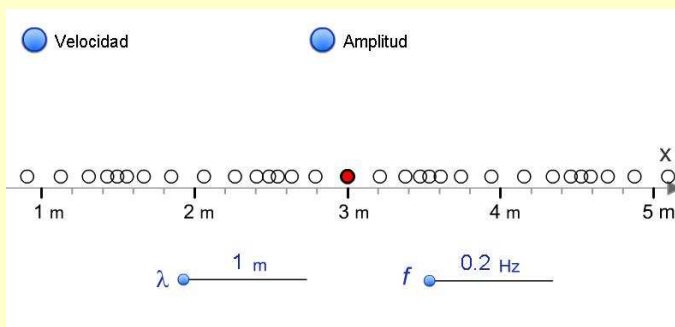 Velocidad Amplitud
x
1 m 2 m 3 m 4 m 5 m
λ 1 m f 0.2 Hz